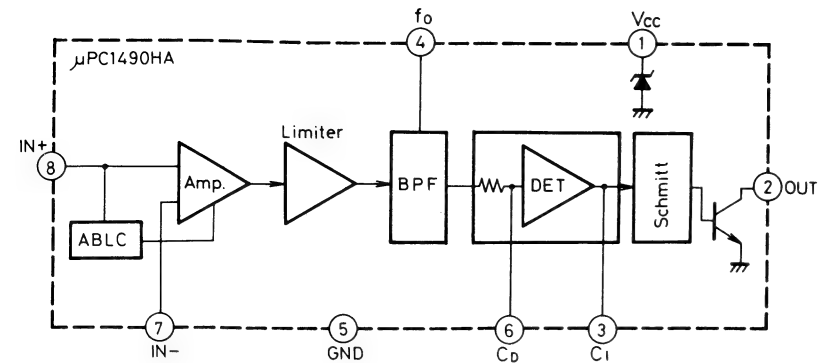 fo
4
Vcc
1
μPC1490HA
IN+
8
Limiter
Amp.
BPF
DET
Schmitt
2
OUT
ABLC
7
IN-
5
GND
6
CD
3
CI